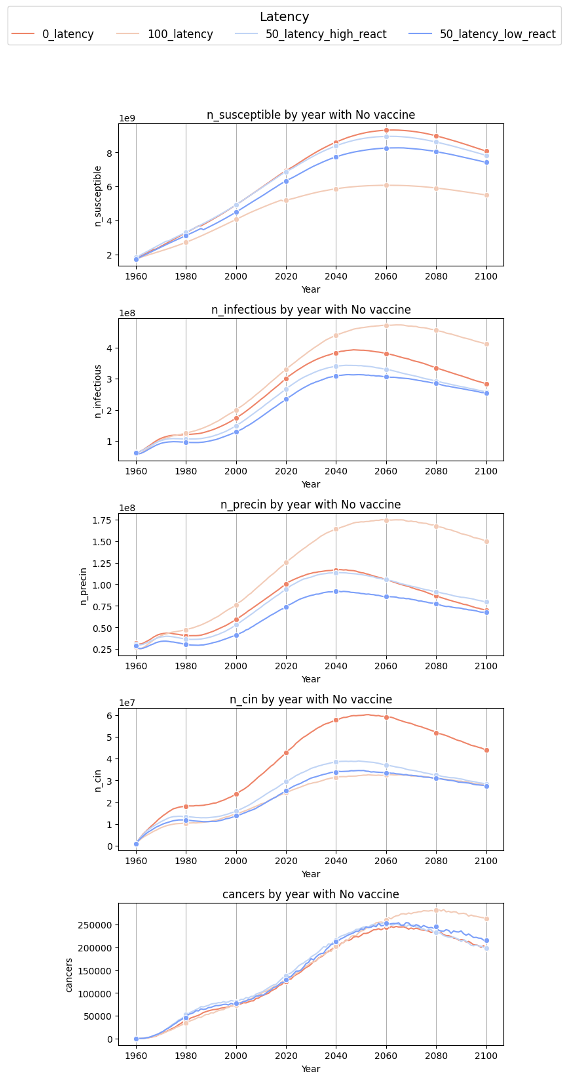 Latency
0_latency 100_latency 50_latency_high_react 50_latency_low_react
n_susceptible by year with No vaccine
1e9
8
6
4
2
n_susceptible
1960 1980 2000 2020 2040 2060 2080 2100
Year
n_infectious by year with No vaccine
1e8
4
3
2
1
n_infectious
1960 1980 2000 2020 2040 2060 2080 2100
Year
n_precin by year with No vaccine
1e8
1.75
1.50
1.25
1.00
0.75
0.50
0.25
n_precin
1960 1980 2000 2020 2040 2060 2080 2100
Year
n_cin by year with No vaccine
1e7
6
5
4
3
2
1
0
n_cin
1960 1980 2000 2020 2040 2060 2080 2100
Year
cancers by year with No vaccine
250000
200000
150000
100000
50000
0
cancers
1960 1980 2000 2020 2040 2060 2080 2100
Year